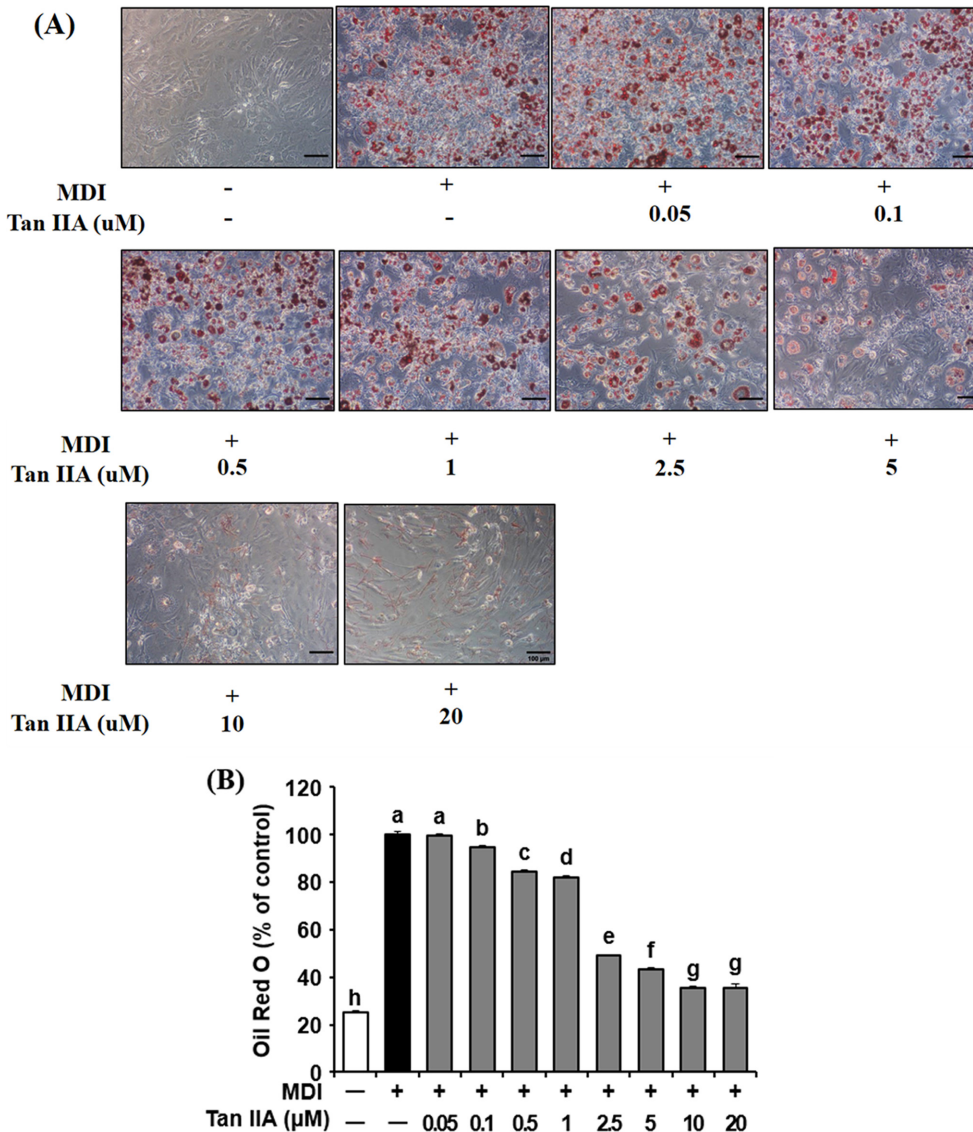 (A)
MDI - + + +
Tan IIA (uM) - - 0.05 0.1
MDI + + + +
Tan IIA (uM) 0.5 1 2.5 5
100 μm
MDI + +
Tan IIA (uM) 10 20
(B)
Oil Red O (% of control)
120
100
80
60
40
20
0
h a a b c d e f g g
MDI — + + + + + + + + +
Tan IIA (μM) — — 0.05 0.1 0.5 1 2.5 5 10 20